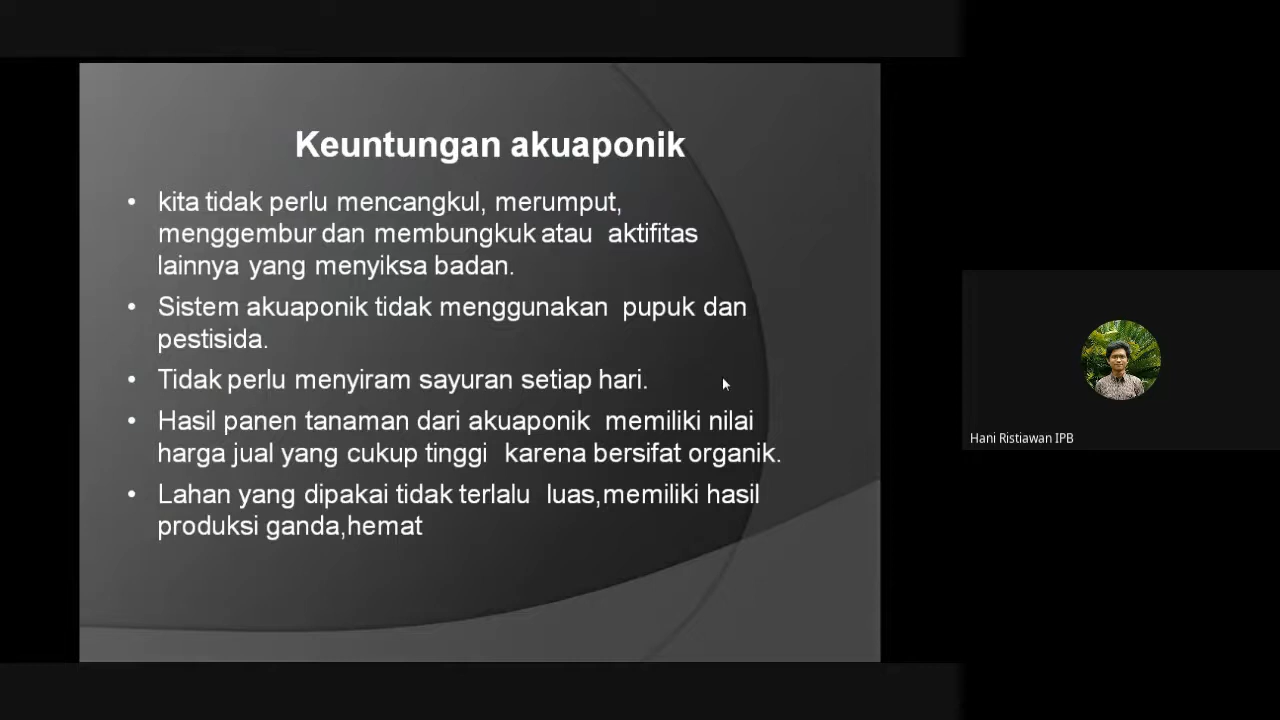 Keuntungan akuaponik
• kita tidak perlu mencangkul, merumput,
menggembur dan membungkuk atau aktifitas
lainnya yang menyiksa badan.
• Sistem akuaponik tidak menggunakan pupuk dan
pestisida.
• Tidak perlu menyiram sayuran setiap hari.
• Hasil panen tanaman dari akuaponik memiliki nilai
harga jual yang cukup tinggi karena bersifat organik.
• Lahan yang dipakai tidak terlalu luas,memiliki hasil
produksi ganda,hemat
Hani Ristiawan IPB